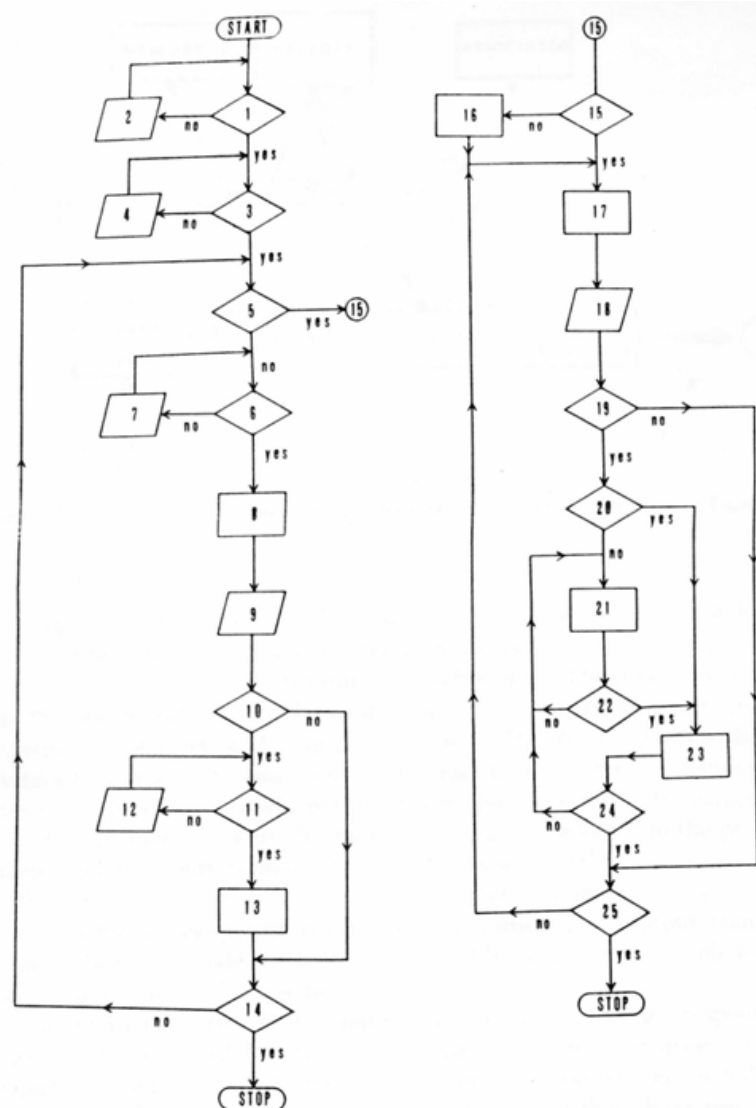 START
1
no
2
yes
3
no
4
yes
5
yes
15
no
6
no
7
yes
8
9
10
no
yes
11
no
12
yes
13
14
no
yes
STOP
15
15
no
16
yes
17
18
19
no
yes
20
yes
no
21
22
no
yes
23
24
no
yes
25
no
yes
STOP